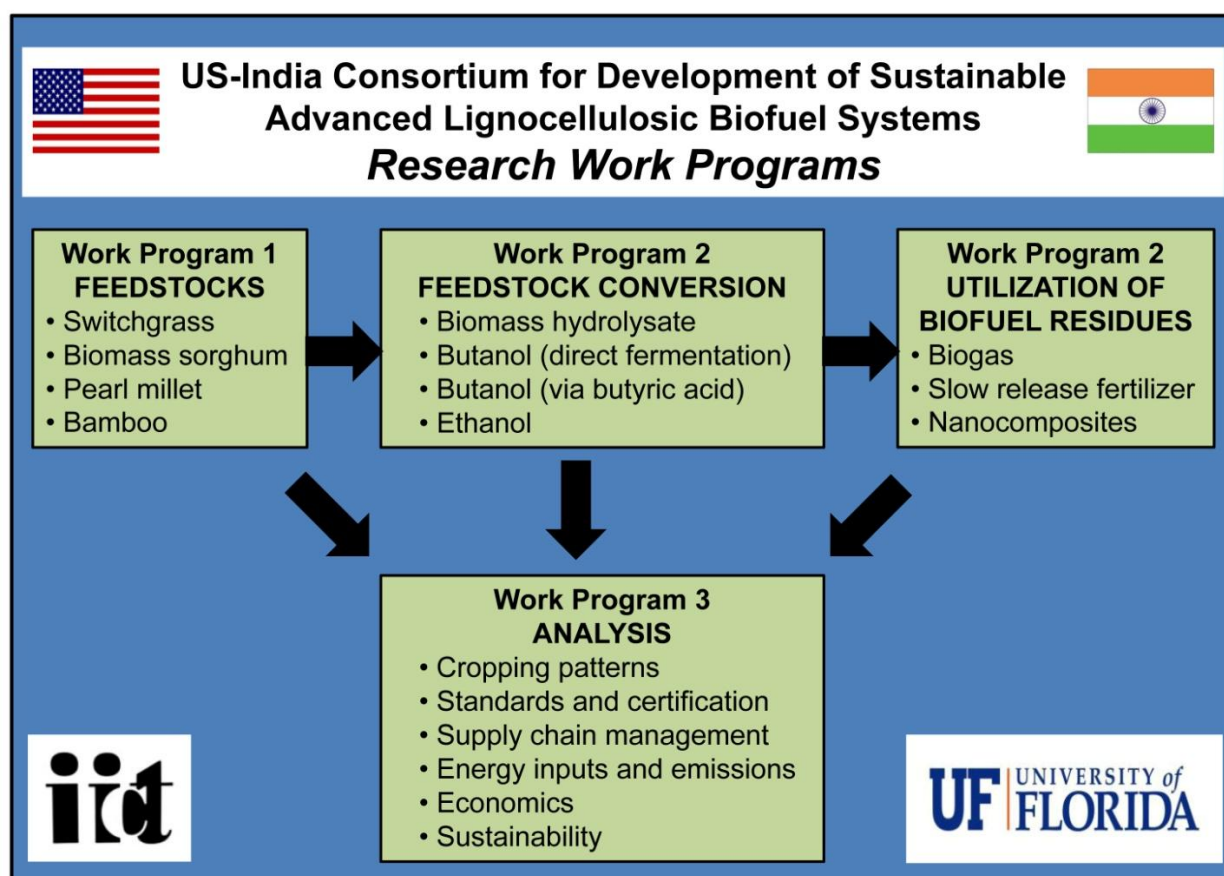 US-India Consortium for Development of Sustainable
Advanced Lignocellulosic Biofuel Systems
Research Work Programs
Work Program 1
FEEDSTOCKS
• Switchgrass
• Biomass sorghum
• Pearl millet
• Bamboo
Work Program 2
FEEDSTOCK CONVERSION
• Biomass hydrolysate
• Butanol (direct fermentation)
• Butanol (via butyric acid)
• Ethanol
Work Program 2
UTILIZATION OF
BIOFUEL RESIDUES
• Biogas
• Slow release fertilizer
• Nanocomposites
Work Program 3
ANALYSIS
• Cropping patterns
• Standards and certification
• Supply chain management
• Energy inputs and emissions
• Economics
• Sustainability
iict
UF UNIVERSITY of
FLORIDA